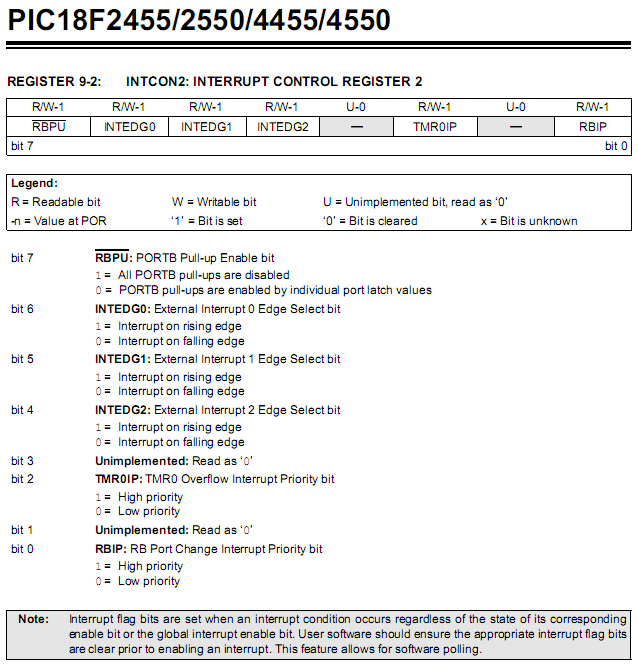 PIC18F2455/2550/4455/4550
REGISTER 9-2: INTCON2: INTERRUPT CONTROL REGISTER 2
R/W-1 R/W-1 R/W-1 R/W-1 U-0 R/W-1 U-0 R/W-1
RBPU INTEDG0 INTEDG1 INTEDG2 — TMR0IP — RBIP
bit 7 bit 0
Legend:
R = Readable bit W = Writable bit U = Unimplemented bit, read as ‘0’
-n = Value at POR ‘1’ = Bit is set ‘0’ = Bit is cleared x = Bit is unknown
bit 7 RBPU: PORTB Pull-up Enable bit
1 = All PORTB pull-ups are disabled
0 = PORTB pull-ups are enabled by individual port latch values
bit 6 INTEDG0: External Interrupt 0 Edge Select bit
1 = Interrupt on rising edge
0 = Interrupt on falling edge
bit 5 INTEDG1: External Interrupt 1 Edge Select bit
1 = Interrupt on rising edge
0 = Interrupt on falling edge
bit 4 INTEDG2: External Interrupt 2 Edge Select bit
1 = Interrupt on rising edge
0 = Interrupt on falling edge
bit 3 Unimplemented: Read as ‘0’
bit 2 TMR0IP: TMR0 Overflow Interrupt Priority bit
1 = High priority
0 = Low priority
bit 1 Unimplemented: Read as ‘0’
bit 0 RBIP: RB Port Change Interrupt Priority bit
1 = High priority
0 = Low priority
Note: Interrupt flag bits are set when an interrupt condition occurs regardless of the state of its corresponding
enable bit or the global interrupt enable bit. User software should ensure the appropriate interrupt flag bits
are clear prior to enabling an interrupt. This feature allows for software polling.